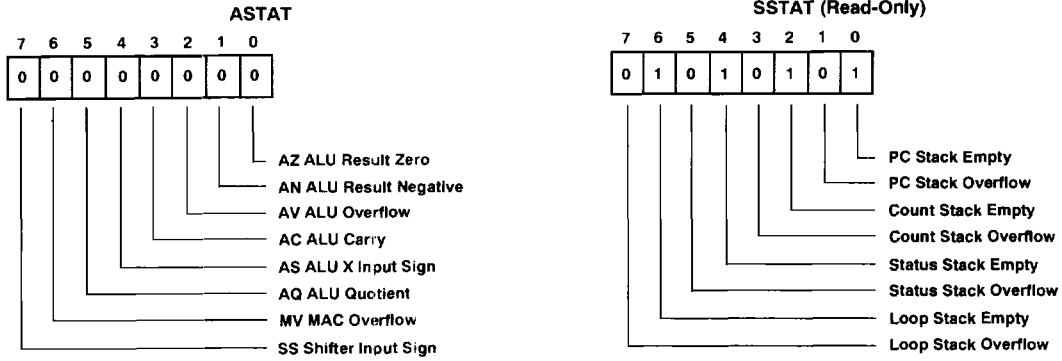 ASTAT
7 6 5 4 3 2 1 0
0 0 0 0 0 0 0 0
AZ ALU Result Zero
AN ALU Result Negative
AV ALU Overflow
AC ALU Carry
AS ALU X Input Sign
AQ ALU Quotient
MV MAC Overflow
SS Shifter Input Sign
SSTAT (Read-Only)
7 6 5 4 3 2 1 0
0 1 0 1 0 1 0 1
PC Stack Empty
PC Stack Overflow
Count Stack Empty
Count Stack Overflow
Status Stack Empty
Status Stack Overflow
Loop Stack Empty
Loop Stack Overflow